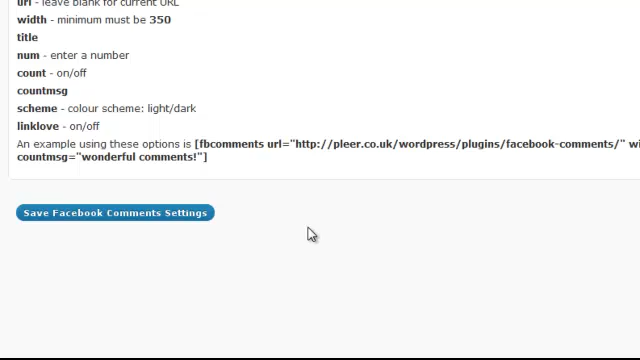 url - leave blank for current URL
width - minimum must be 350
title
num - enter a number
count - on/off
countmsg
scheme - colour scheme: light/dark
linklove - on/off
An example using these options is [fbcomments url="http://pleer.co.uk/wordpress/plugins/facebook-comments/" wi
countmsg="wonderful comments!"]
Save Facebook Comments Settings